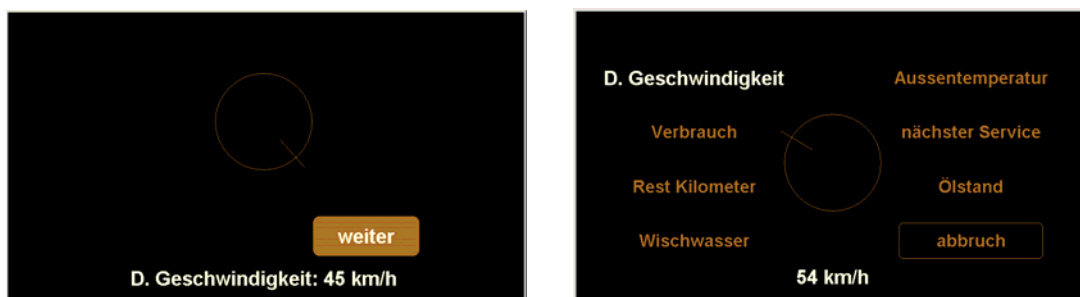 weiter
D. Geschwindigkeit: 45 km/h
D. Geschwindigkeit
Aussentemperatur
Verbrauch
nächster Service
Rest Kilometer
Ölstand
Wischwasser
abbruch
54 km/h